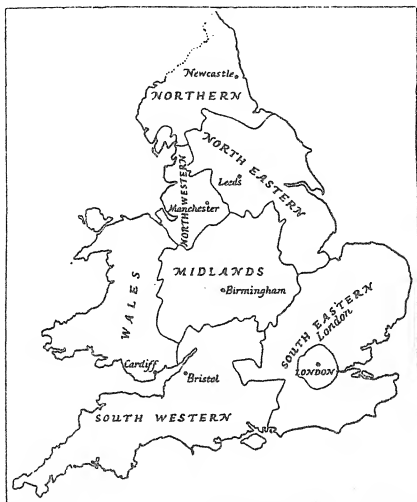 Newcastle
NORTHERN
NORTH EASTERN
Leeds
NORTH WESTERN
Manchester
MIDLANDS
Birmingham
WALES
SOUTH EASTERN
London
Cardiff
LONDON
Bristol
SOUTH WESTERN